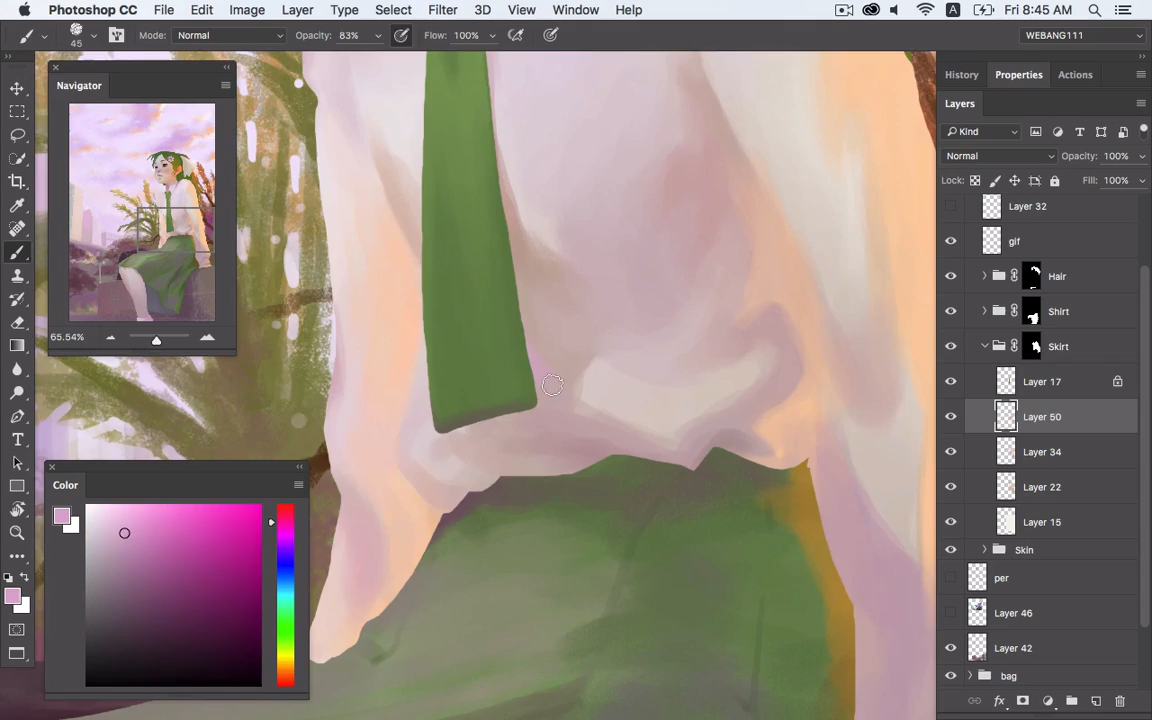 Photoshop CC File Edit Image Layer Type Select Filter 3D View Window Help A Fri 8:45 AM
45 Mode: Normal Opacity: 83% Flow: 100% WEBANG111
Navigator
65.54%
Color
History Properties Actions
Layers
Kind
Normal Opacity: 100%
Lock: Fill: 100%
Layer 32
glf
Hair
Shirt
Skirt
Layer 17
Layer 50
Layer 34
Layer 22
Layer 15
Skin
per
Layer 46
Layer 42
bag
fx